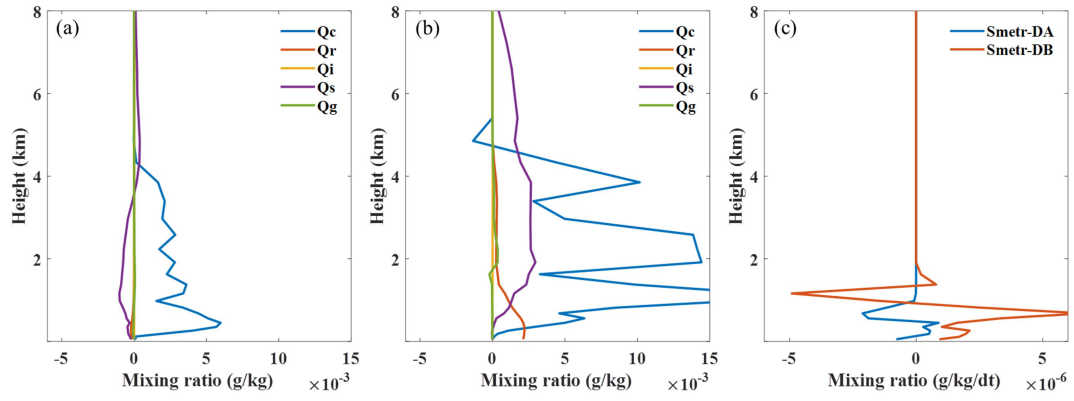 (a)
Qc
Qr
Qi
Qs
Qg
8
6
4
2
Height (km)
-5
0
5
10
15
Mixing ratio (g/kg)
×10⁻³
(b)
Qc
Qr
Qi
Qs
Qg
8
6
4
2
Height (km)
-5
0
5
10
15
Mixing ratio (g/kg)
×10⁻³
(c)
Smetr-DA
Smetr-DB
8
6
4
2
Height (km)
-5
0
5
Mixing ratio (g/kg/dt)
×10⁻⁶